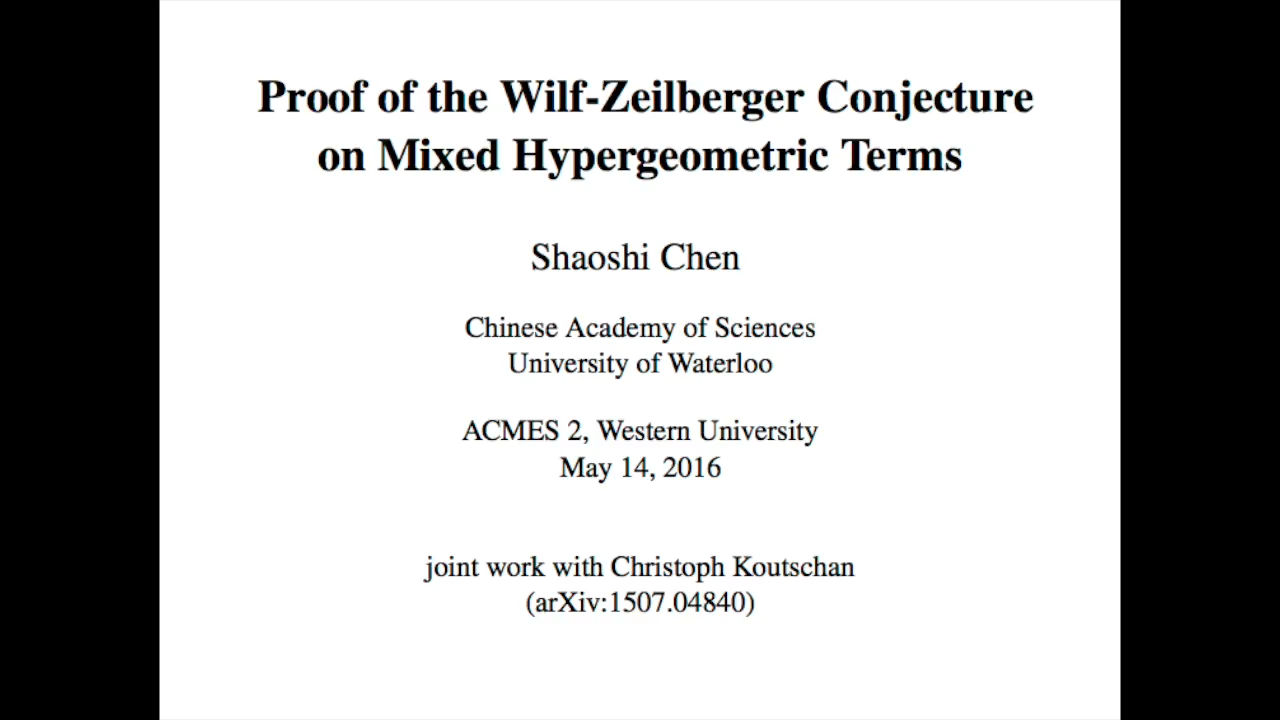 Proof of the Wilf-Zeilberger Conjecture
on Mixed Hypergeometric Terms
Shaoshi Chen
Chinese Academy of Sciences
University of Waterloo
ACMES 2, Western University
May 14, 2016
joint work with Christoph Koutschan
(arXiv:1507.04840)